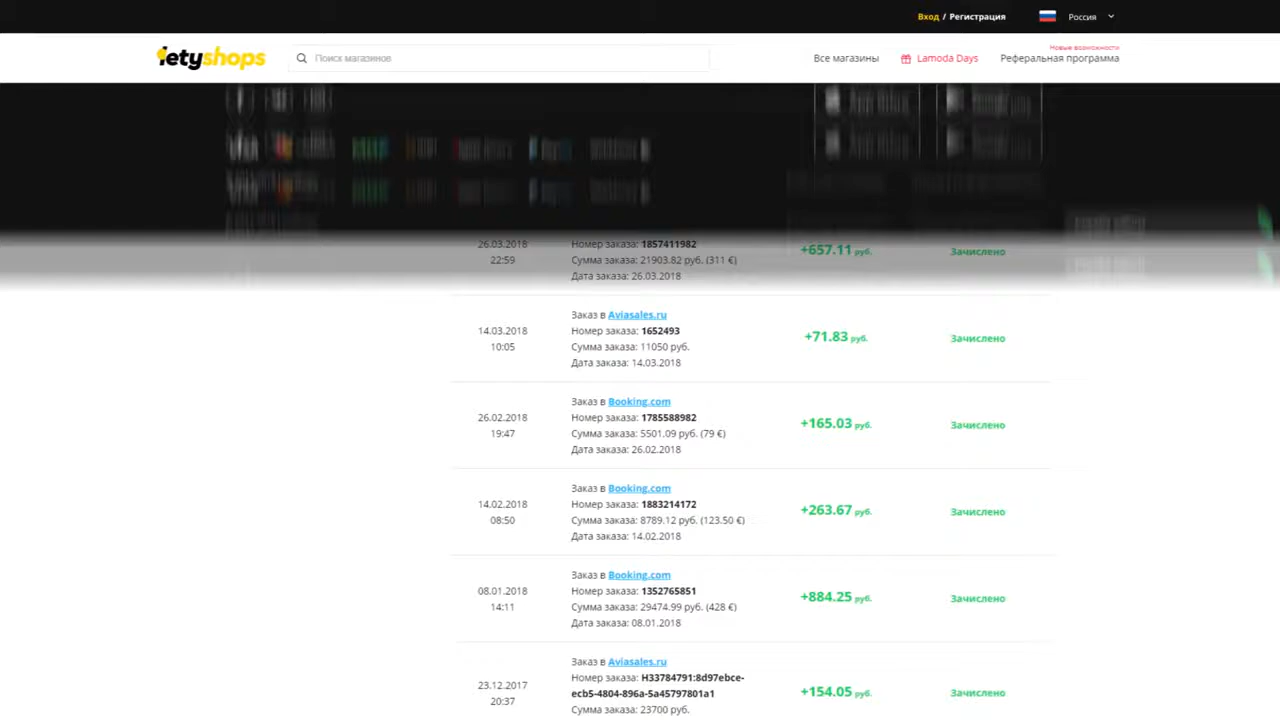 Вход / Регистрация
Россия
letyshops
Поиск магазинов
Все магазины
Lamoda Days
Новые возможности
Реферальная программа
26.03.2018
22:59
Номер заказа: 1857411982
Сумма заказа: 21903.82 руб. (311 €)
Дата заказа: 26.03.2018
+657.11 руб.
Зачислено
14.03.2018
10:05
Заказ в Aviasales.ru
Номер заказа: 1652493
Сумма заказа: 11050 руб.
Дата заказа: 14.03.2018
+71.83 руб.
Зачислено
26.02.2018
19:47
Заказ в Booking.com
Номер заказа: 1785588982
Сумма заказа: 5501.09 руб. (79 €)
Дата заказа: 26.02.2018
+165.03 руб.
Зачислено
14.02.2018
08:50
Заказ в Booking.com
Номер заказа: 1883214172
Сумма заказа: 8789.12 руб. (123.50 €)
Дата заказа: 14.02.2018
+263.67 руб.
Зачислено
08.01.2018
14:11
Заказ в Booking.com
Номер заказа: 1352765851
Сумма заказа: 29474.99 руб. (428 €)
Дата заказа: 08.01.2018
+884.25 руб.
Зачислено
23.12.2017
20:37
Заказ в Aviasales.ru
Номер заказа: H33784791:8d97ebce-
ecb5-4804-896a-5a45797801a1
Сумма заказа: 23700 руб.
+154.05 руб.
Зачислено